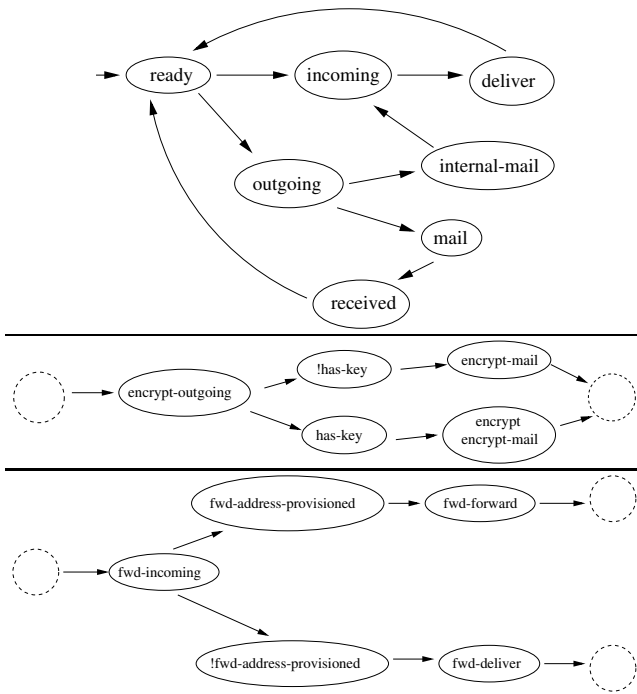 ready
incoming
deliver
outgoing
internal-mail
mail
received
encrypt-outgoing
!has-key
encrypt-mail
has-key
encrypt
encrypt-mail
fwd-address-provisioned
fwd-forward
fwd-incoming
!fwd-address-provisioned
fwd-deliver